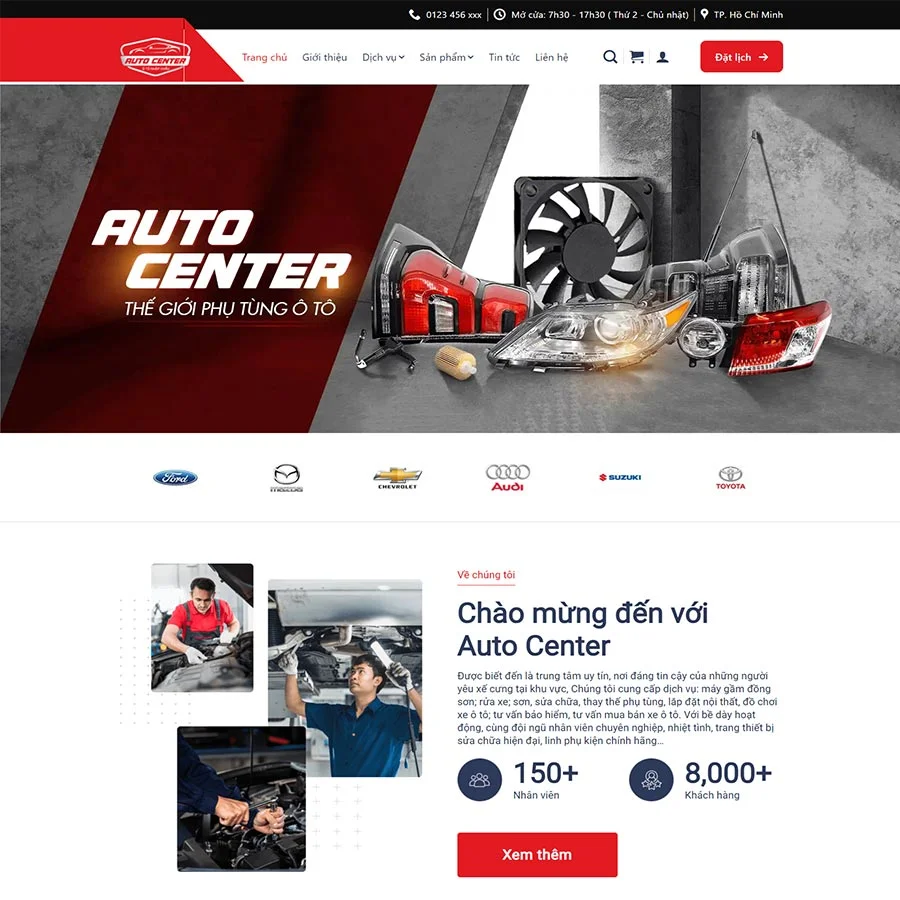 0123 456 xxx
Mở cửa: 7h30 - 17h30 ( Thứ 2 - Chủ nhật)
TP. Hồ Chí Minh
AUTO CENTER
Trang chủ
Giới thiệu
Dịch vụ
Sản phẩm
Tin tức
Liên hệ
Đặt lịch
AUTO
CENTER
THẾ GIỚI PHỤ TÙNG Ô TÔ
Ford
mazda
CHEVROLET
Audi
SUZUKI
TOYOTA
Về chúng tôi
Chào mừng đến với
Auto Center
Được biết đến là trung tâm uy tín, nơi đáng tin cậy của những người
yêu xế cưng tại khu vực, Chúng tôi cung cấp dịch vụ: máy gầm đồng
sơn; rửa xe; sơn, sửa chữa, thay thế phụ tùng, lắp đặt nội thất, đồ chơi
xe ô tô; tư vấn bảo hiểm, tư vấn mua bán xe ô tô. Với bề dày hoạt
động, cùng đội ngũ nhân viên chuyên nghiệp, nhiệt tình, trang thiết bị
sửa chữa hiện đại, linh phụ kiện chính hãng...
150+
Nhân viên
8,000+
Khách hàng
Xem thêm